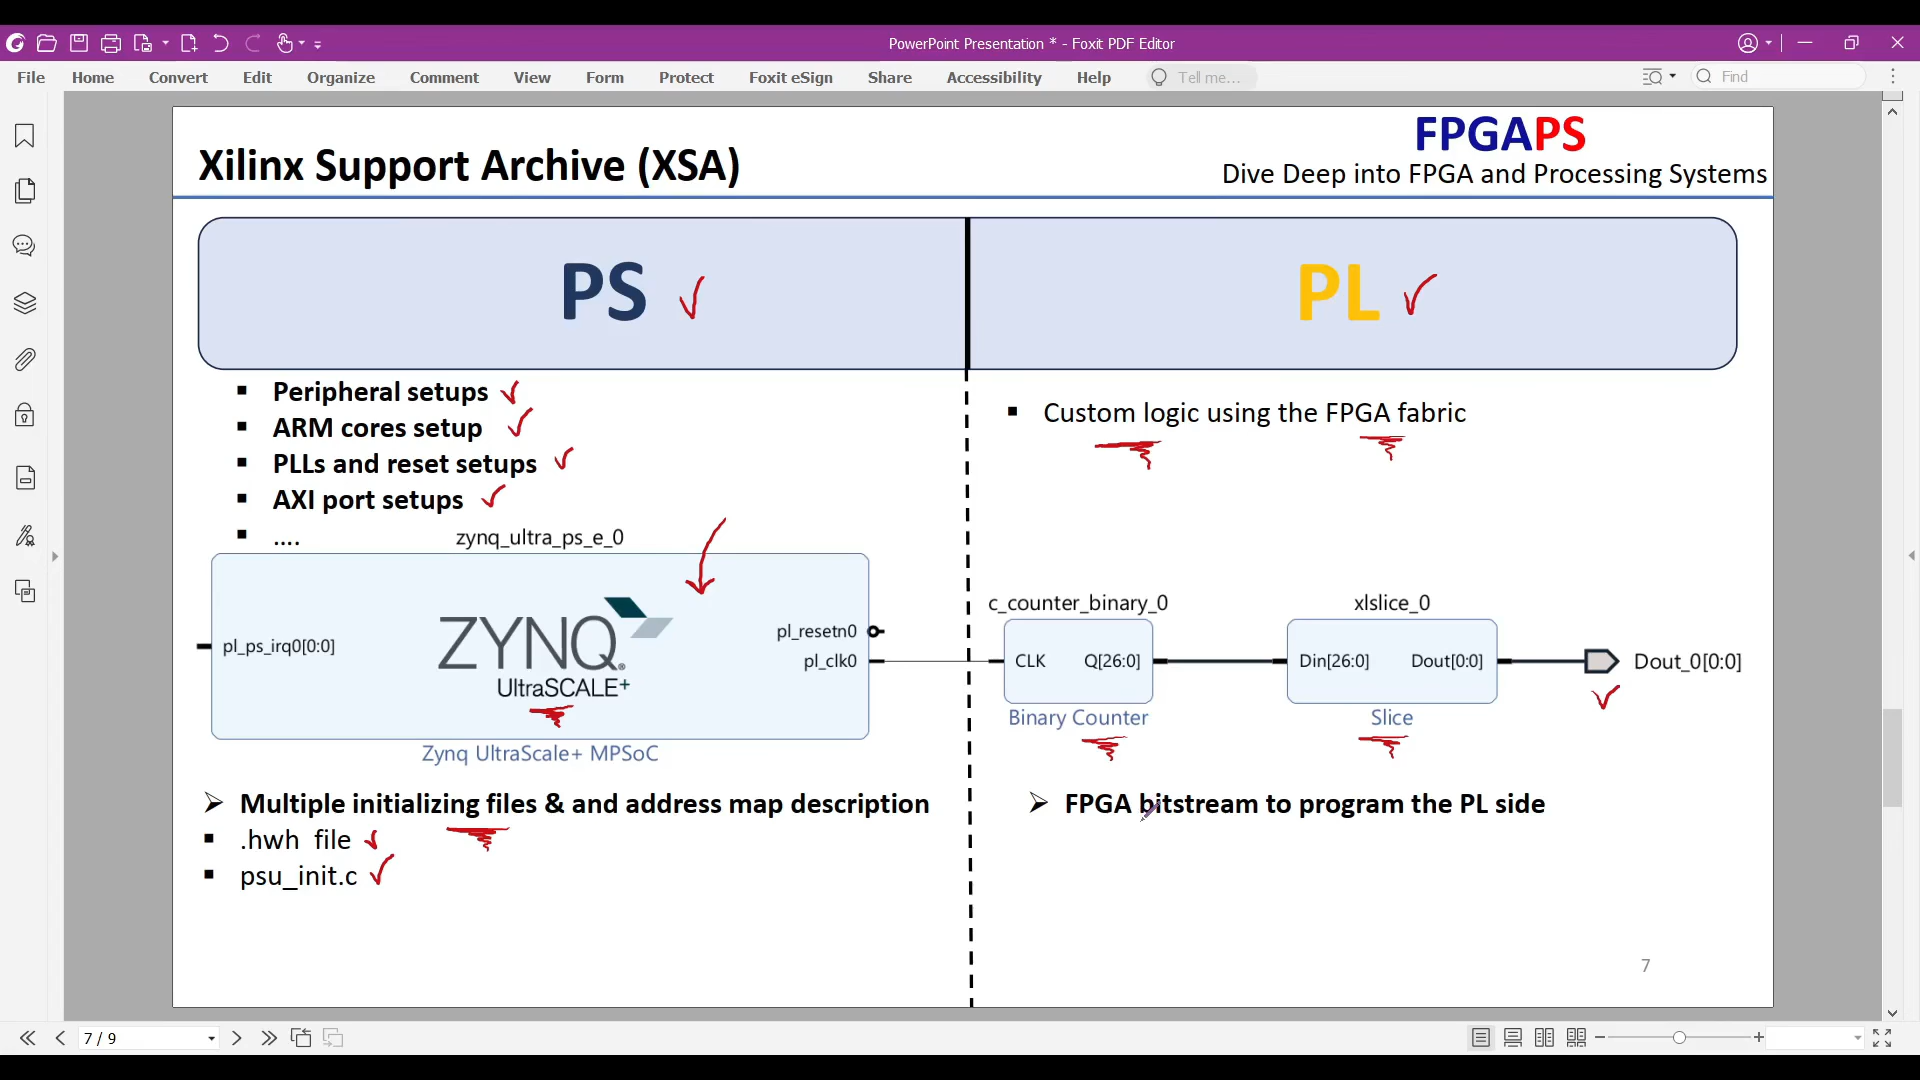 PowerPoint Presentation * - Foxit PDF Editor
File Home Convert Edit Organize Comment View Form Protect Foxit eSign Share Accessibility Help Tell me... Find
FPGAPS
Xilinx Support Archive (XSA)
Dive Deep into FPGA and Processing Systems
PS
PL
▪ Peripheral setups
▪ ARM cores setup
▪ PLLs and reset setups
▪ AXI port setups
▪ ....
▪ Custom logic using the FPGA fabric
zynq_ultra_ps_e_0
pl_ps_irq0[0:0]
ZYNQ
UltraSCALE+
pl_resetn0
pl_clk0
Zynq UltraScale+ MPSoC
c_counter_binary_0
CLK Q[26:0]
Binary Counter
xlslice_0
Din[26:0] Dout[0:0]
Slice
Dout_0[0:0]
➢ Multiple initializing files & and address map description
▪ .hwh file
▪ psu_init.c
➢ FPGA bitstream to program the PL side
7
7 / 9